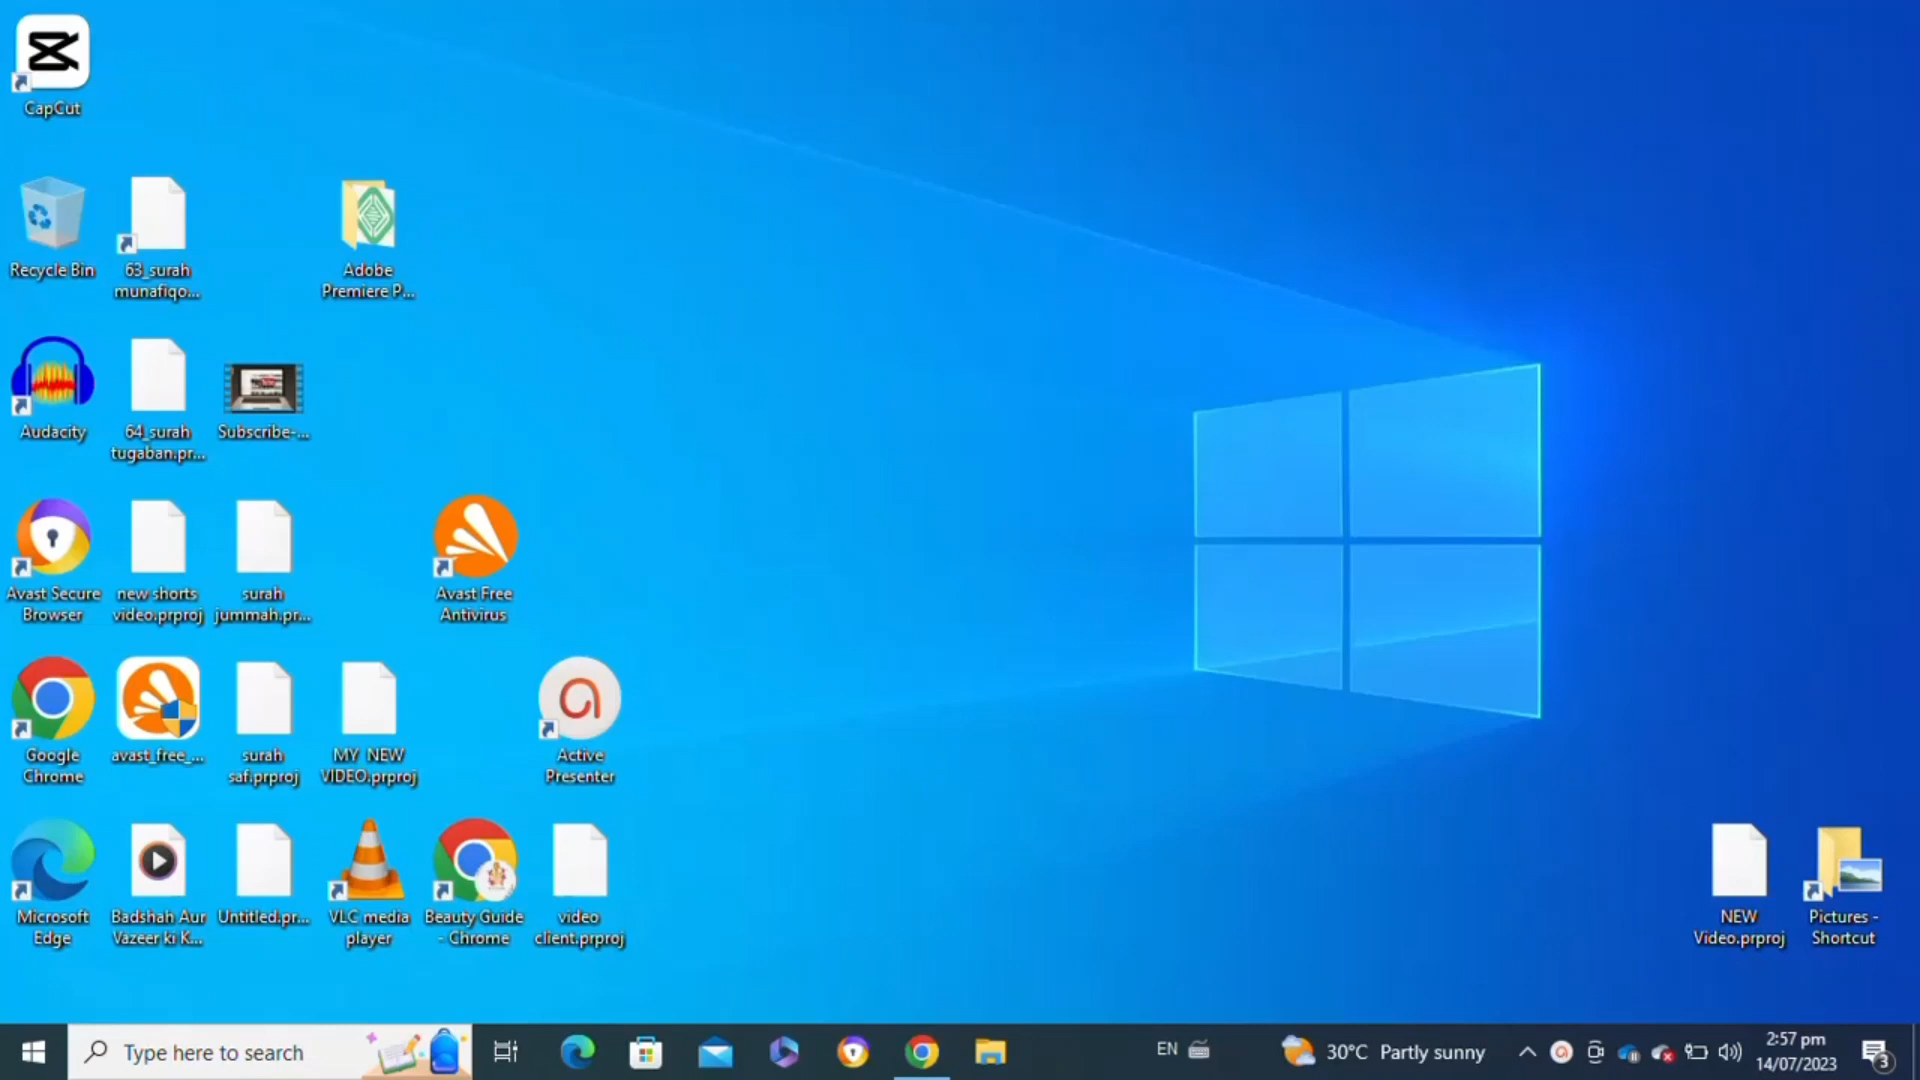 CapCut
Recycle Bin
63_surah
munafiqo...
Adobe
Premiere P...
Audacity
64_surah
tugaban.pr...
Subscribe-...
Avast Secure
Browser
new shorts
video.prproj
surah
jummah.pr...
Avast Free
Antivirus
Google
Chrome
avast_free_...
surah
saf.prproj
MY NEW
VIDEO.prproj
Active
Presenter
Microsoft
Edge
Badshah Aur
Vazeer ki K...
Untitled.pr...
VLC media
player
Beauty Guide
- Chrome
video
client.prproj
NEW
Video.prproj
Pictures -
Shortcut
Type here to search
EN
30°C Partly sunny
2:57 pm
14/07/2023
3